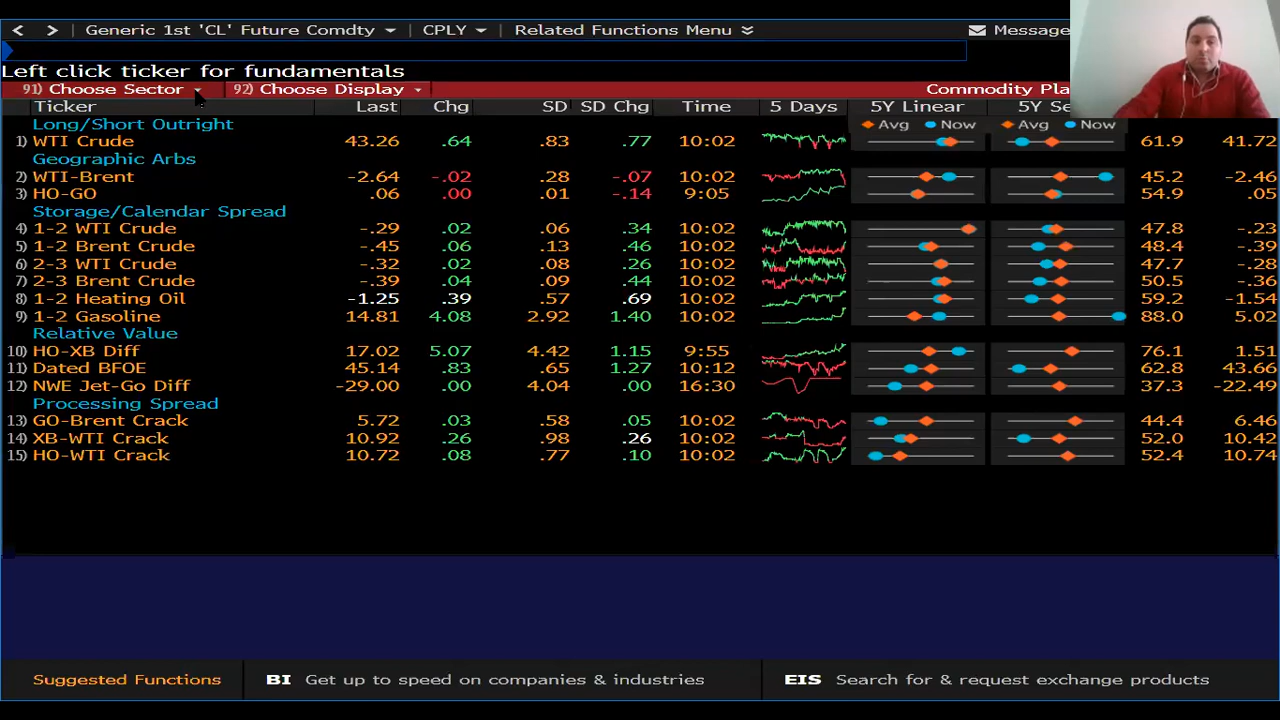 Generic 1st 'CL' Future Comdty CPLY Related Functions Menu Message
Left click ticker for fundamentals
91) Choose Sector 92) Choose Display Commodity Pla
Ticker Last Chg SD SD Chg Time 5 Days 5Y Linear 5Y Se
Long/Short Outright Avg Now Avg Now
1) WTI Crude 43.26 .64 .83 .77 10:02 61.9 41.72
Geographic Arbs
2) WTI-Brent -2.64 -.02 .28 -.07 10:02 45.2 -2.46
3) HO-GO .06 .00 .01 -.14 9:05 54.9 .05
Storage/Calendar Spread
4) 1-2 WTI Crude -.29 .02 .06 .34 10:02 47.8 -.23
5) 1-2 Brent Crude -.45 .06 .13 .46 10:02 48.4 -.39
6) 2-3 WTI Crude -.32 .02 .08 .26 10:02 47.7 -.28
7) 2-3 Brent Crude -.39 .04 .09 .44 10:02 50.5 -.36
8) 1-2 Heating Oil -1.25 .39 .57 .69 10:02 59.2 -1.54
9) 1-2 Gasoline 14.81 4.08 2.92 1.40 10:02 88.0 5.02
Relative Value
10) HO-XB Diff 17.02 5.07 4.42 1.15 9:55 76.1 1.51
11) Dated BFOE 45.14 .83 .65 1.27 10:12 62.8 43.66
12) NWE Jet-Go Diff -29.00 .00 4.04 .00 16:30 37.3 -22.49
Processing Spread
13) GO-Brent Crack 5.72 .03 .58 .05 10:02 44.4 6.46
14) XB-WTI Crack 10.92 .26 .98 .26 10:02 52.0 10.42
15) HO-WTI Crack 10.72 .08 .77 .10 10:02 52.4 10.74
Suggested Functions BI Get up to speed on companies & industries EIS Search for & request exchange products